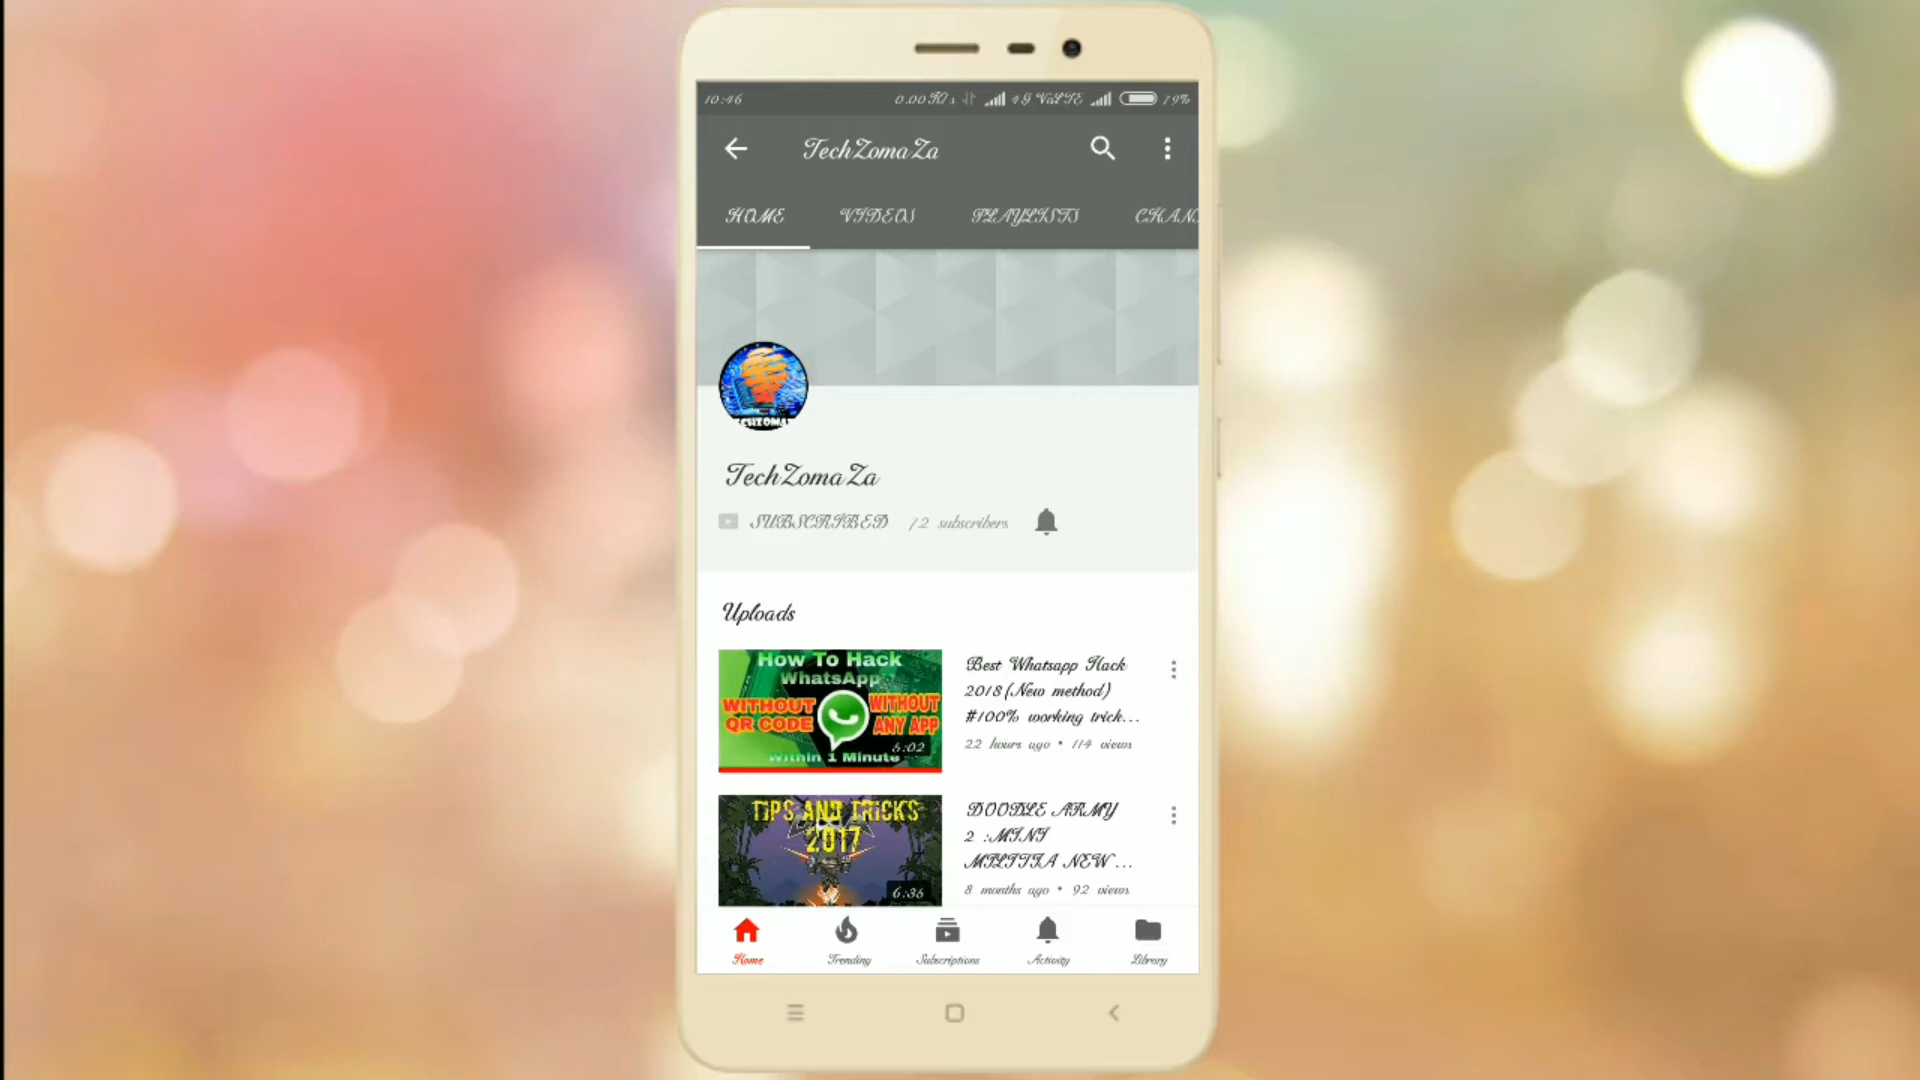 10:46
0.00K/s 4G VoLTE 79%
TechZomaZa
HOME VIDEOS PLAYLISTS CHAN
TechZomaZa
SUBSCRIBED 72 subscribers
Uploads
How To Hack
WhatsApp
WITHOUT QR CODE
WITHOUT ANY APP
Within 1 Minute
6:02
Best Whatsapp Hack
2018(New method)
#100% working trick...
22 hours ago • 114 views
TIPS AND TRICKS
2017
6:36
DOODLE ARMY
2 :MINI
MILITIA NEW ...
8 months ago • 92 views
Home Trending Subscriptions Activity Library